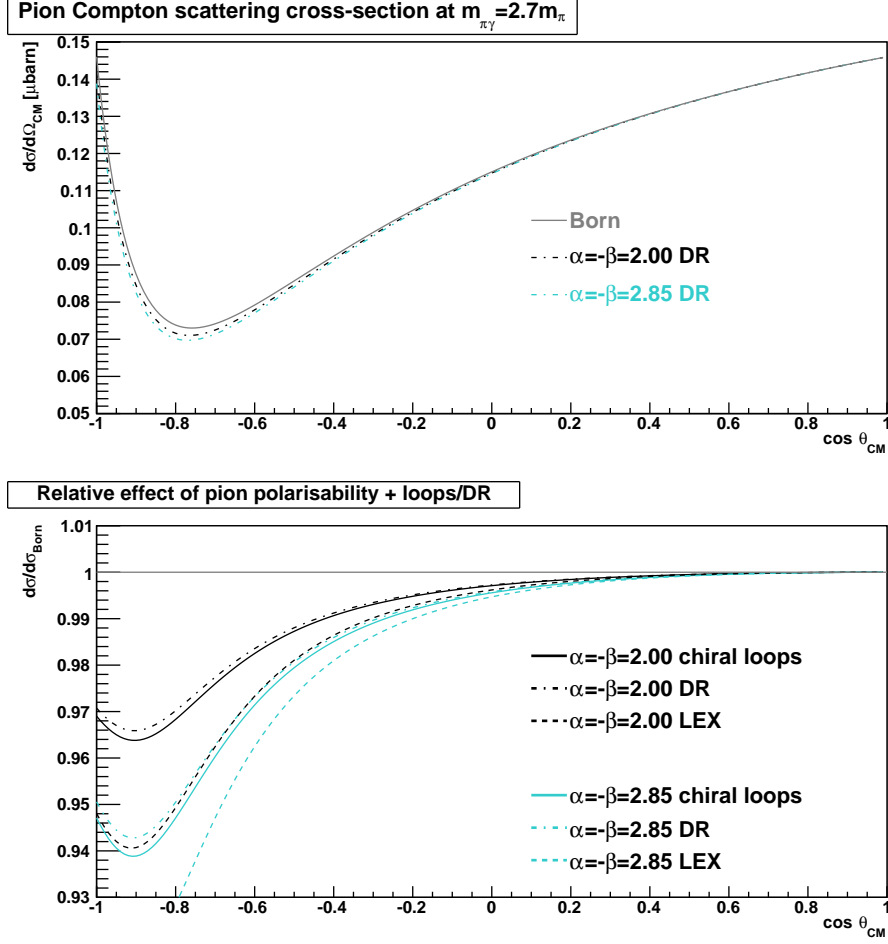 Pion Compton scattering cross-section at m_πγ=2.7m_π
dσ/dΩ_CM [μbarn]
0.15
0.14
0.13
0.12
0.11
0.1
0.09
0.08
0.07
0.06
0.05
Born
α=-β=2.00 DR
α=-β=2.85 DR
-1 -0.8 -0.6 -0.4 -0.2 0 0.2 0.4 0.6 0.8 1
cos θ_CM
Relative effect of pion polarisability + loops/DR
dσ/dσ_Born
1.01
1
0.99
0.98
0.97
0.96
0.95
0.94
0.93
α=-β=2.00 chiral loops
α=-β=2.00 DR
α=-β=2.00 LEX
α=-β=2.85 chiral loops
α=-β=2.85 DR
α=-β=2.85 LEX
-1 -0.8 -0.6 -0.4 -0.2 0 0.2 0.4 0.6 0.8 1
cos θ_CM